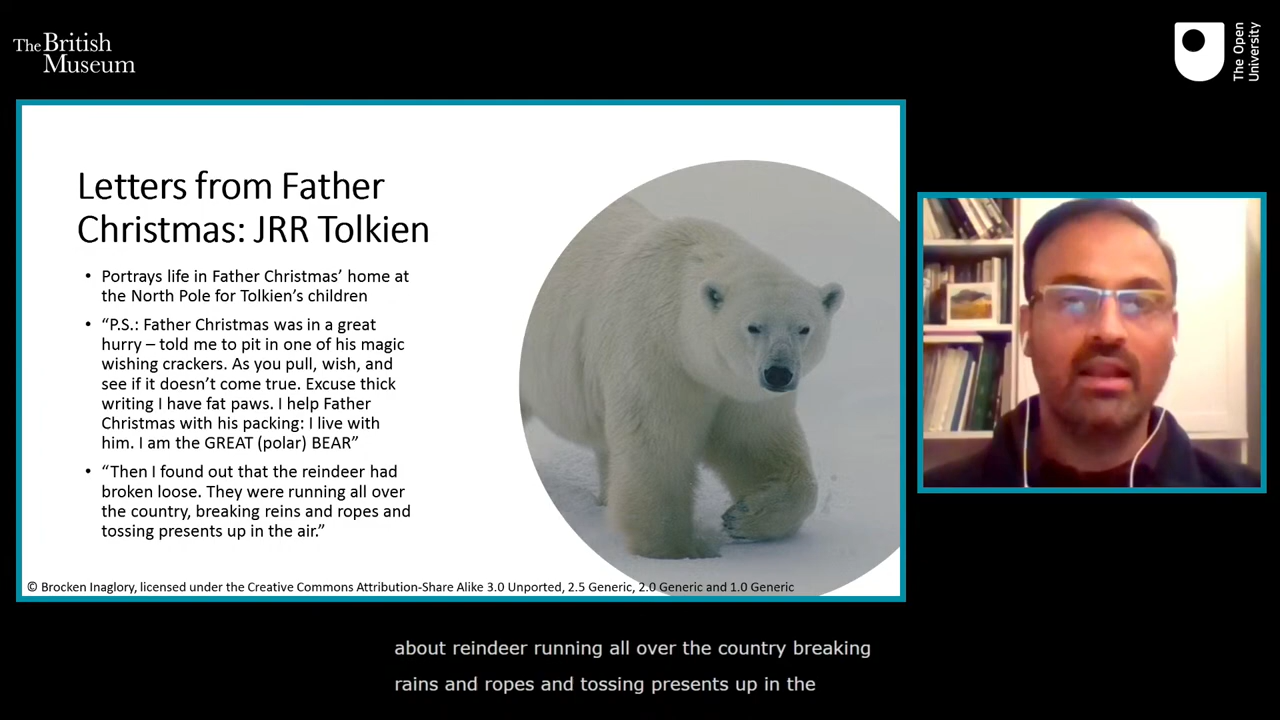 The British
Museum
The Open
University
Letters from Father
Christmas: JRR Tolkien
• Portrays life in Father Christmas’ home at
the North Pole for Tolkien’s children
• “P.S.: Father Christmas was in a great
hurry – told me to pit in one of his magic
wishing crackers. As you pull, wish, and
see if it doesn’t come true. Excuse thick
writing I have fat paws. I help Father
Christmas with his packing: I live with
him. I am the GREAT (polar) BEAR”
• “Then I found out that the reindeer had
broken loose. They were running all over
the country, breaking reins and ropes and
tossing presents up in the air.”
© Brocken Inaglory, licensed under the Creative Commons Attribution-Share Alike 3.0 Unported, 2.5 Generic, 2.0 Generic and 1.0 Generic
about reindeer running all over the country breaking
rains and ropes and tossing presents up in the